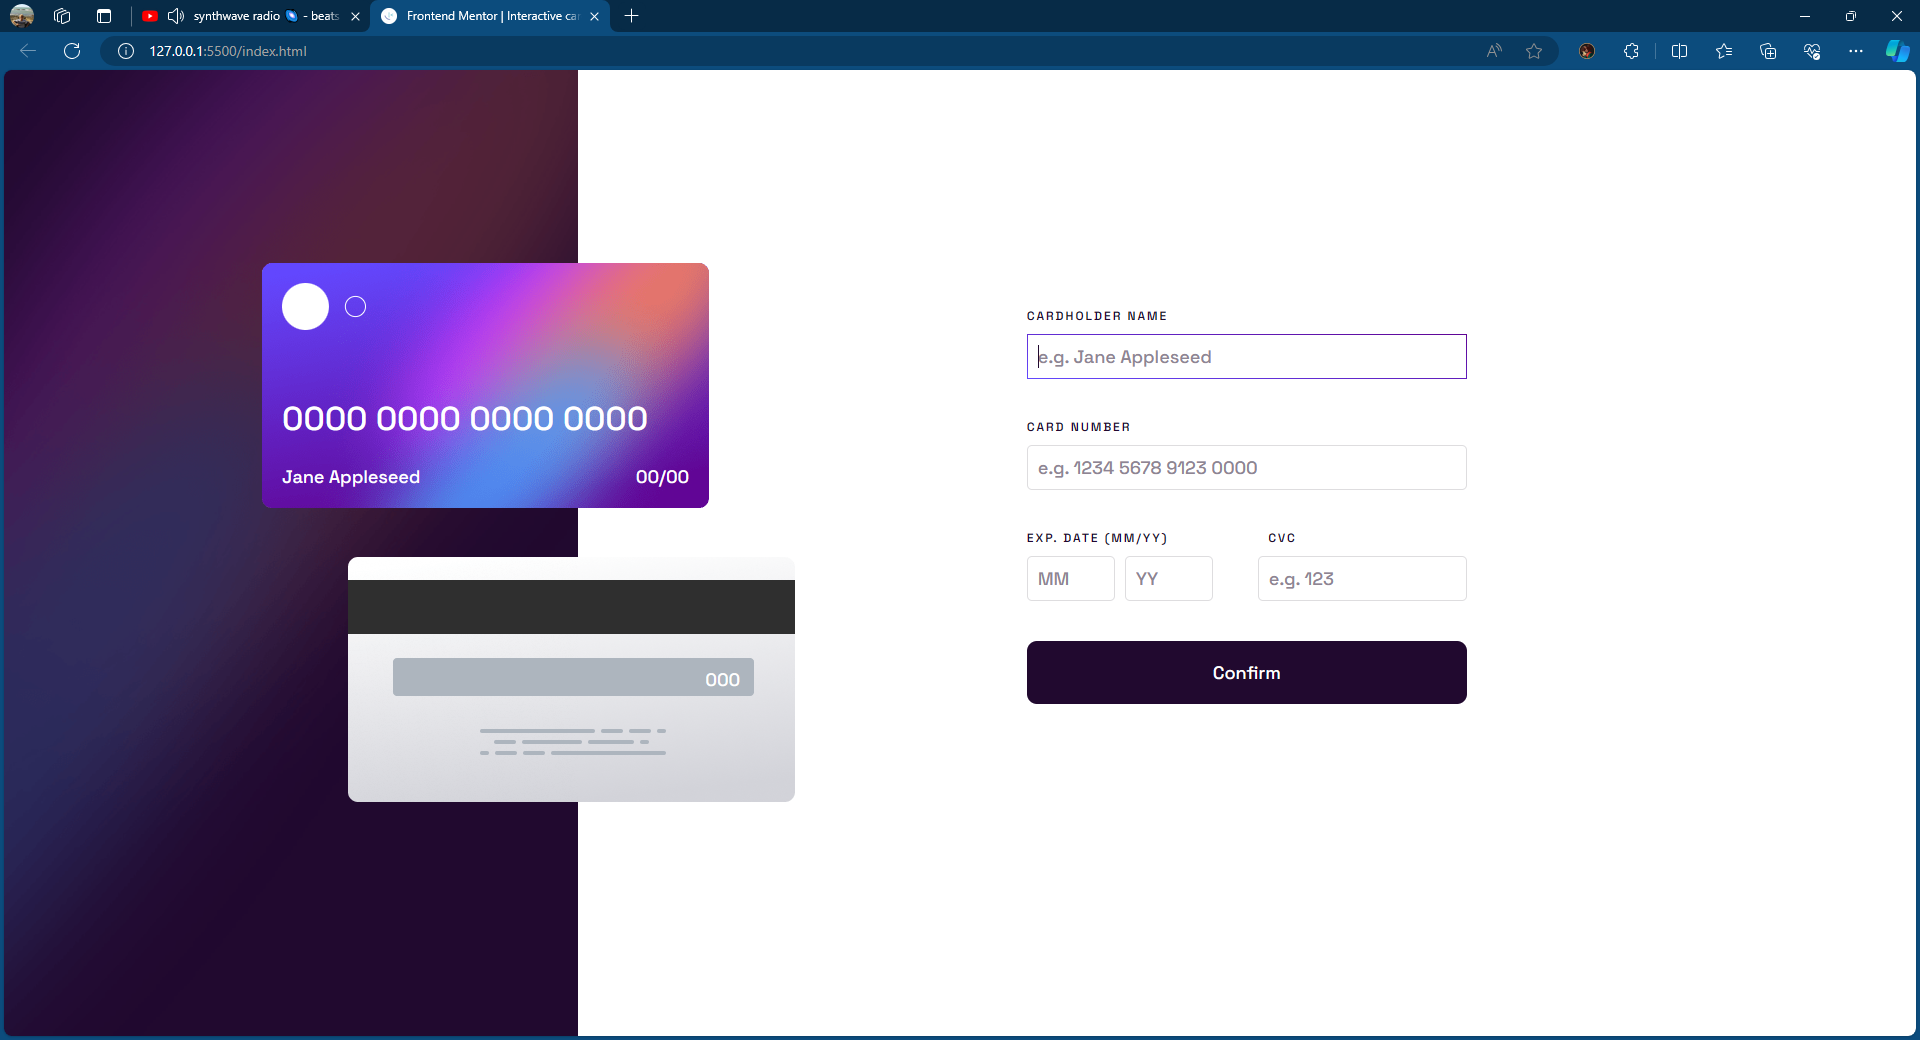 synthwave radio 🌌 - beats
Frontend Mentor | Interactive car
127.0.0.1:5500/index.html
0000 0000 0000 0000
Jane Appleseed
00/00
000
CARDHOLDER NAME
e.g. Jane Appleseed
CARD NUMBER
e.g. 1234 5678 9123 0000
EXP. DATE (MM/YY)
CVC
MM
YY
e.g. 123
Confirm